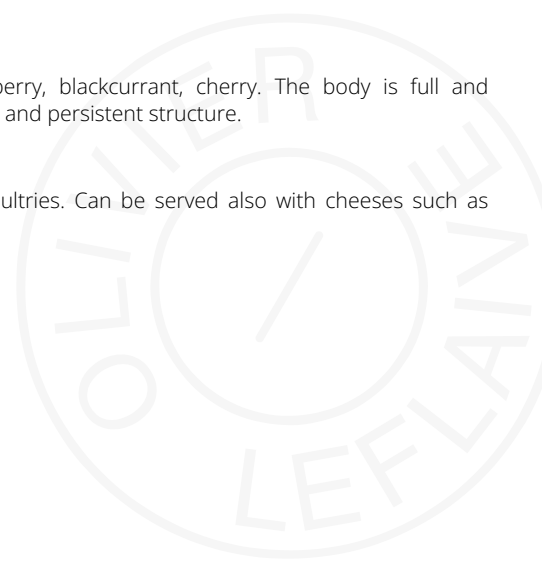 berry, blackcurrant, cherry. The body is full and
and persistent structure.
ultries. Can be served also with cheeses such as
OLIVIER
LEFLAIVE